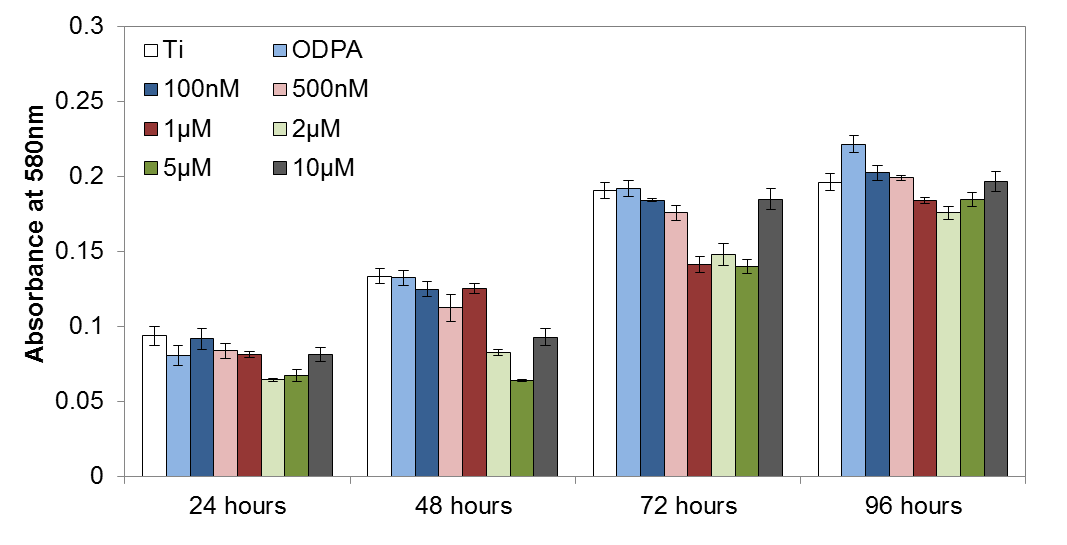 0.3
0.25
0.2
0.15
0.1
0.05
0
Absorbance at 580nm
Ti ODPA
100nM 500nM
1µM 2µM
5µM 10µM
24 hours 48 hours 72 hours 96 hours